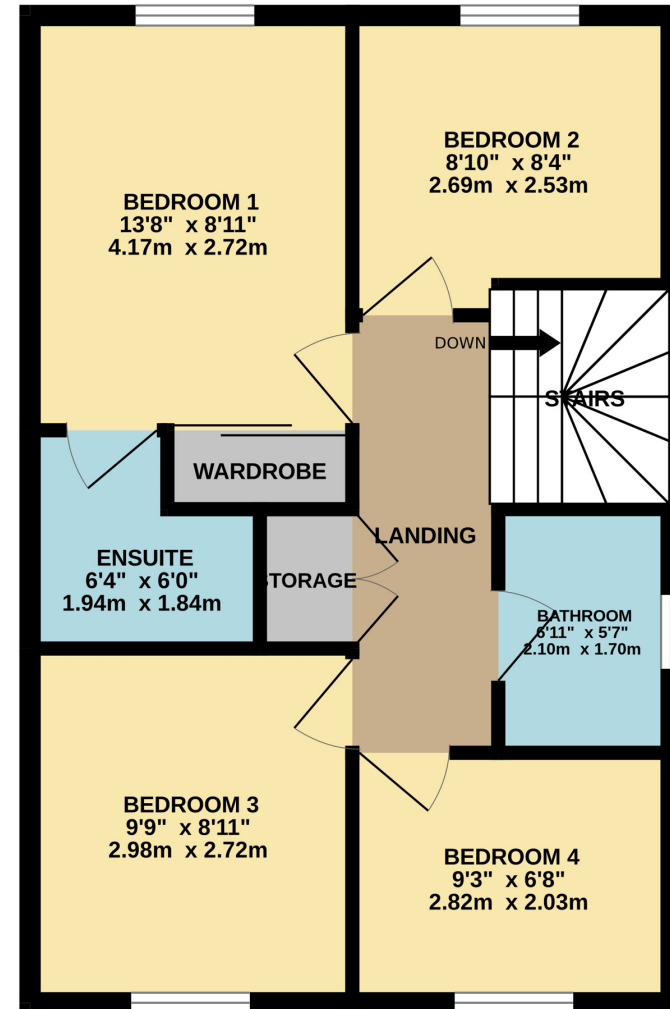 BEDROOM 1
13'8" x 8'11"
4.17m x 2.72m
BEDROOM 2
8'10" x 8'4"
2.69m x 2.53m
DOWN
STAIRS
WARDROBE
LANDING
ENSUITE
6'4" x 6'0"
1.94m x 1.84m
STORAGE
BATHROOM
6'11" x 5'7"
2.10m x 1.70m
BEDROOM 3
9'9" x 8'11"
2.98m x 2.72m
BEDROOM 4
9'3" x 6'8"
2.82m x 2.03m